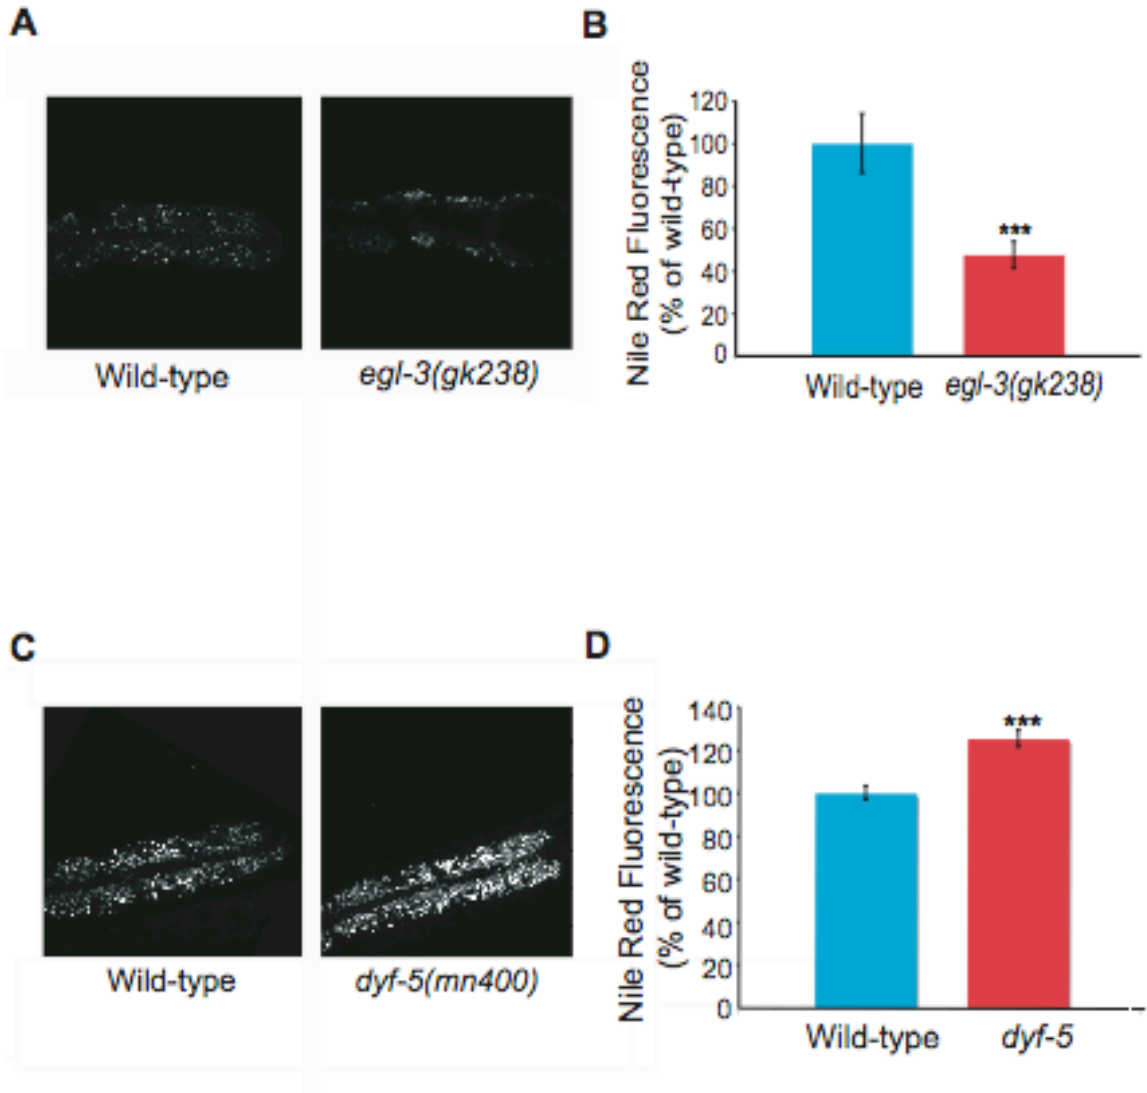 A
Wild-type
egl-3(gk238)
B
Nile Red Fluorescence
(% of wild-type)
120
100
80
60
40
20
0
***
Wild-type
egl-3(gk238)
C
Wild-type
dyf-5(mn400)
D
Nile Red Fluorescence
(% of wild-type)
140
120
100
80
60
40
20
0
***
Wild-type
dyf-5